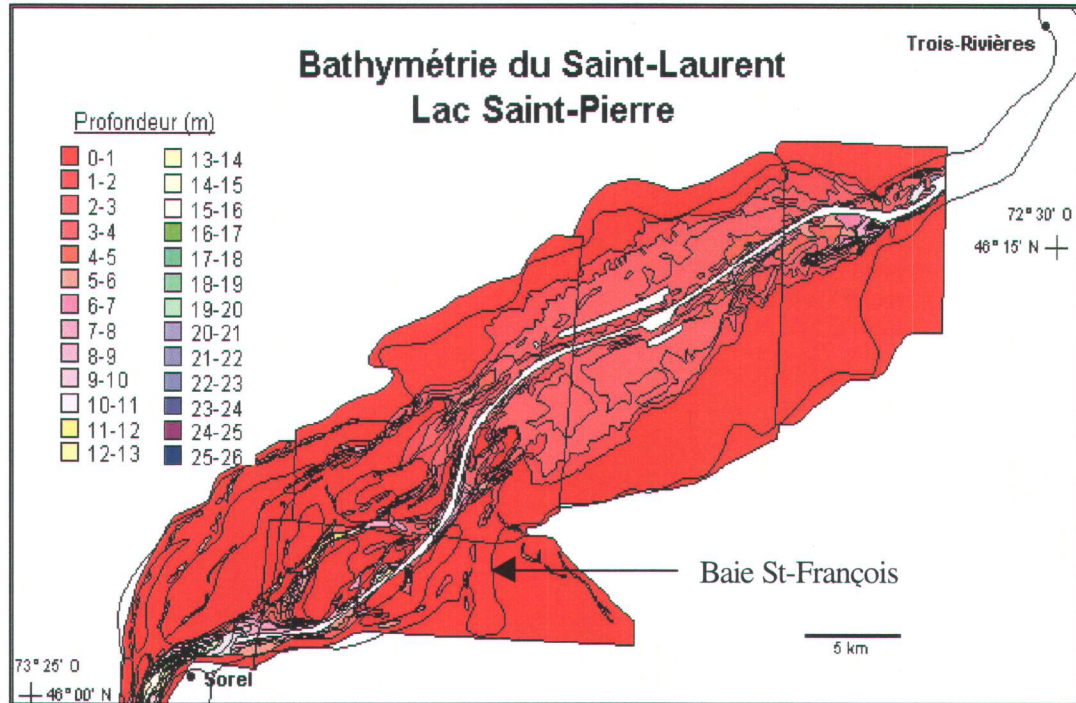 Trois-Rivières
Bathymétrie du Saint-Laurent
Lac Saint-Pierre
Profondeur (m)
0-1
1-2
2-3
3-4
4-5
5-6
6-7
7-8
8-9
9-10
10-11
11-12
12-13
13-14
14-15
15-16
16-17
17-18
18-19
19-20
20-21
21-22
22-23
23-24
24-25
25-26
72° 30' O
46° 15' N
Baie St-François
5 km
73° 25' O
46° 00' N
Sorel